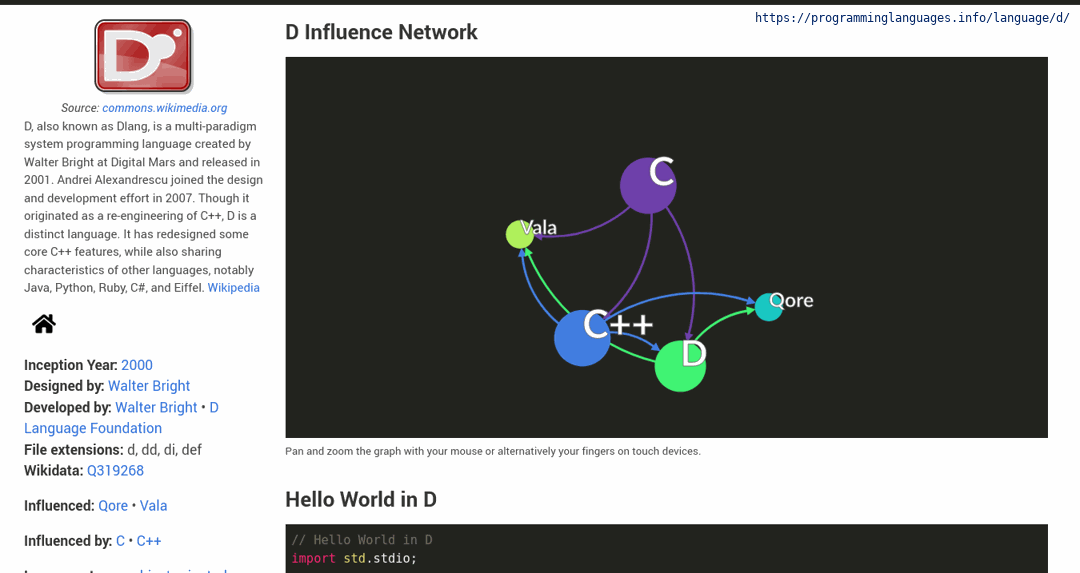 https://programminglanguages.info/language/d/
D
Source: commons.wikimedia.org
D, also known as Dlang, is a multi-paradigm
system programming language created by
Walter Bright at Digital Mars and released in
2001. Andrei Alexandrescu joined the design
and development effort in 2007. Though it
originated as a re-engineering of C++, D is a
distinct language. It has redesigned some
core C++ features, while also sharing
characteristics of other languages, notably
Java, Python, Ruby, C#, and Eiffel. Wikipedia
Inception Year: 2000
Designed by: Walter Bright
Developed by: Walter Bright • D
Language Foundation
File extensions: d, dd, di, def
Wikidata: Q319268
Influenced: Qore • Vala
Influenced by: C • C++
D Influence Network
C
Vala
Qore
C++
D
Pan and zoom the graph with your mouse or alternatively your fingers on touch devices.
Hello World in D
// Hello World in D
import std.stdio;